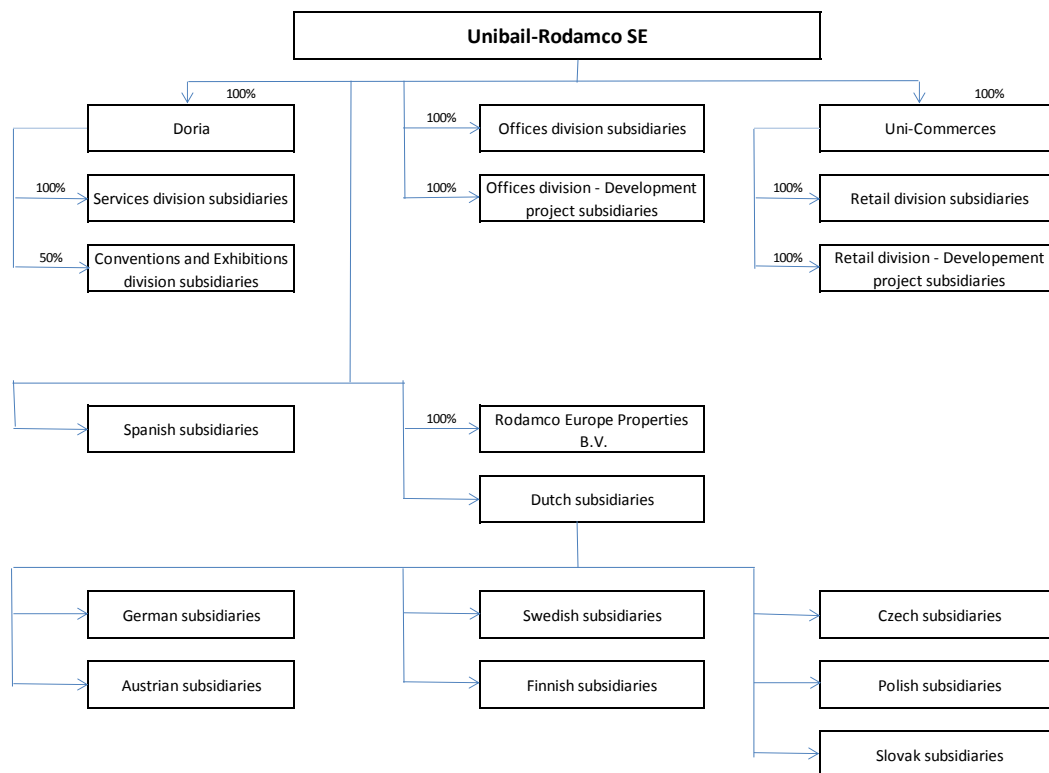 Unibail-Rodamco SE
100%
100%
Doria
100%
Offices division subsidiaries
Uni-Commerces
100%
Services division subsidiaries
100%
Offices division - Development
project subsidiaries
100%
Retail division subsidiaries
50%
Conventions and Exhibitions
division subsidiaries
100%
Retail division - Developement
project subsidiaries
Spanish subsidiaries
100%
Rodamco Europe Properties
B.V.
Dutch subsidiaries
German subsidiaries
Swedish subsidiaries
Czech subsidiaries
Austrian subsidiaries
Finnish subsidiaries
Polish subsidiaries
Slovak subsidiaries